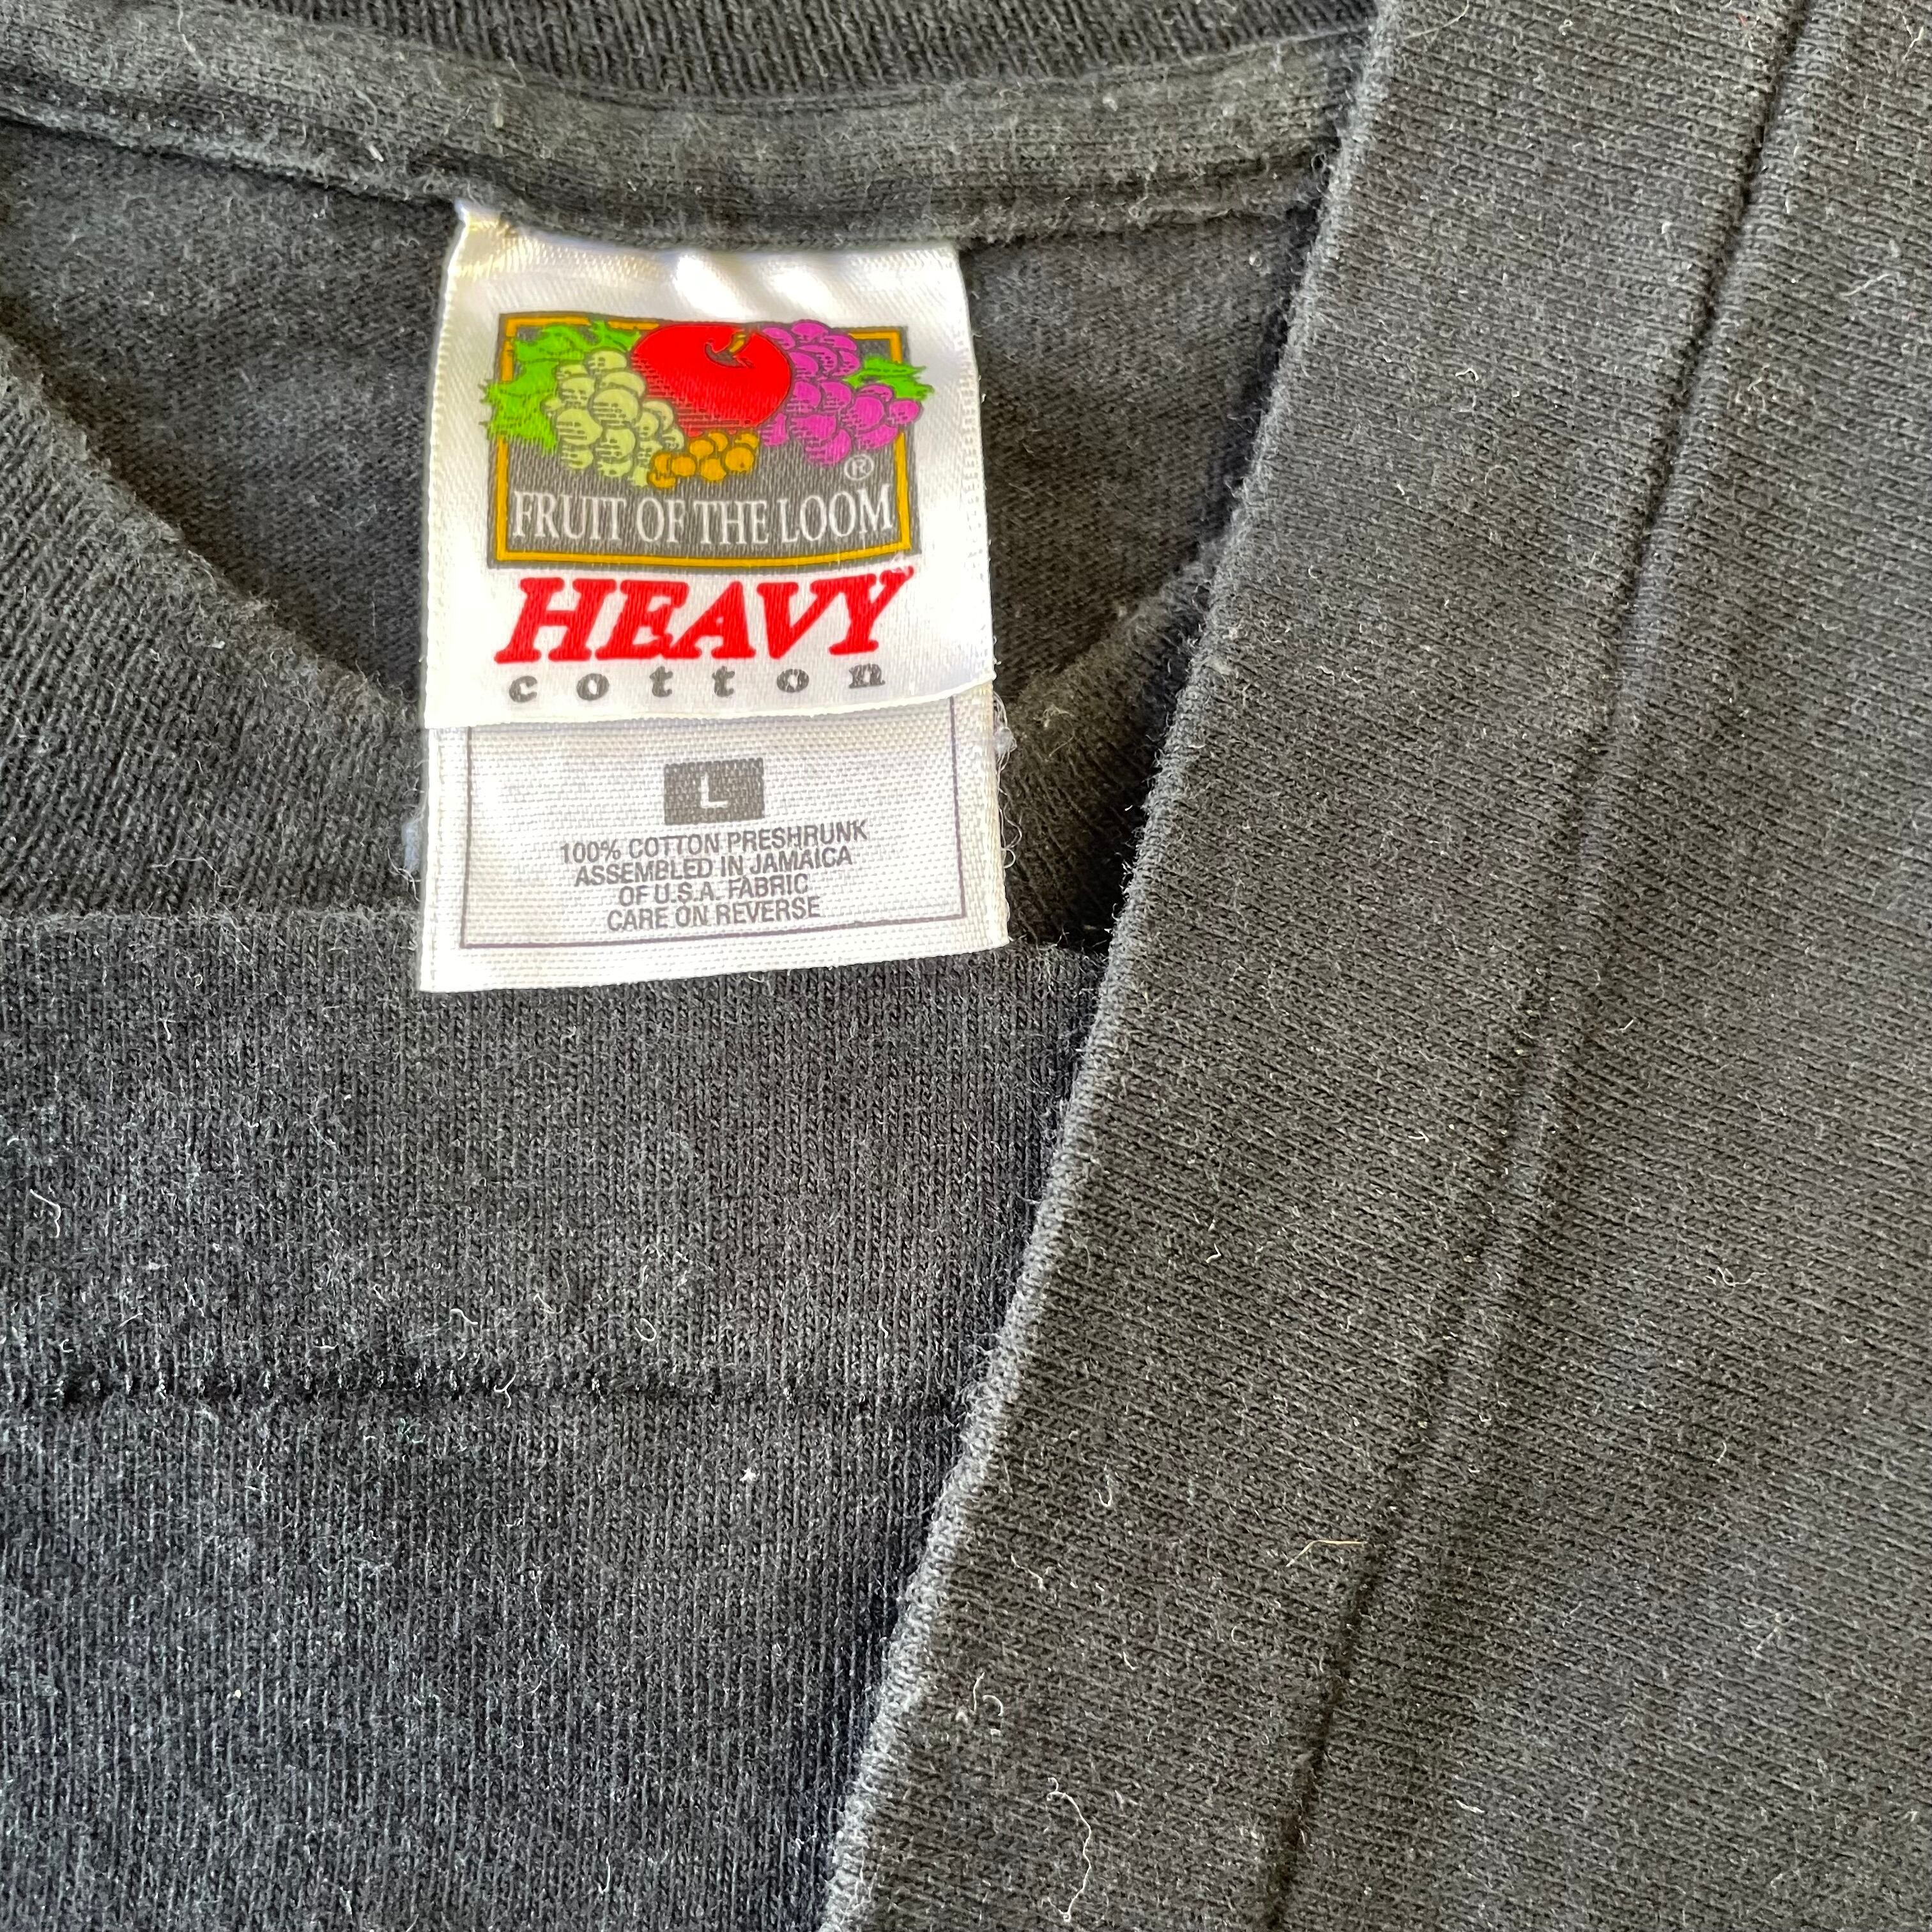 ®
FRUIT OF THE LOOM
HEAVY
cotton
L
100% COTTON PRESHRUNK
ASSEMBLED IN JAMAICA
OF U.S.A. FABRIC
CARE ON REVERSE